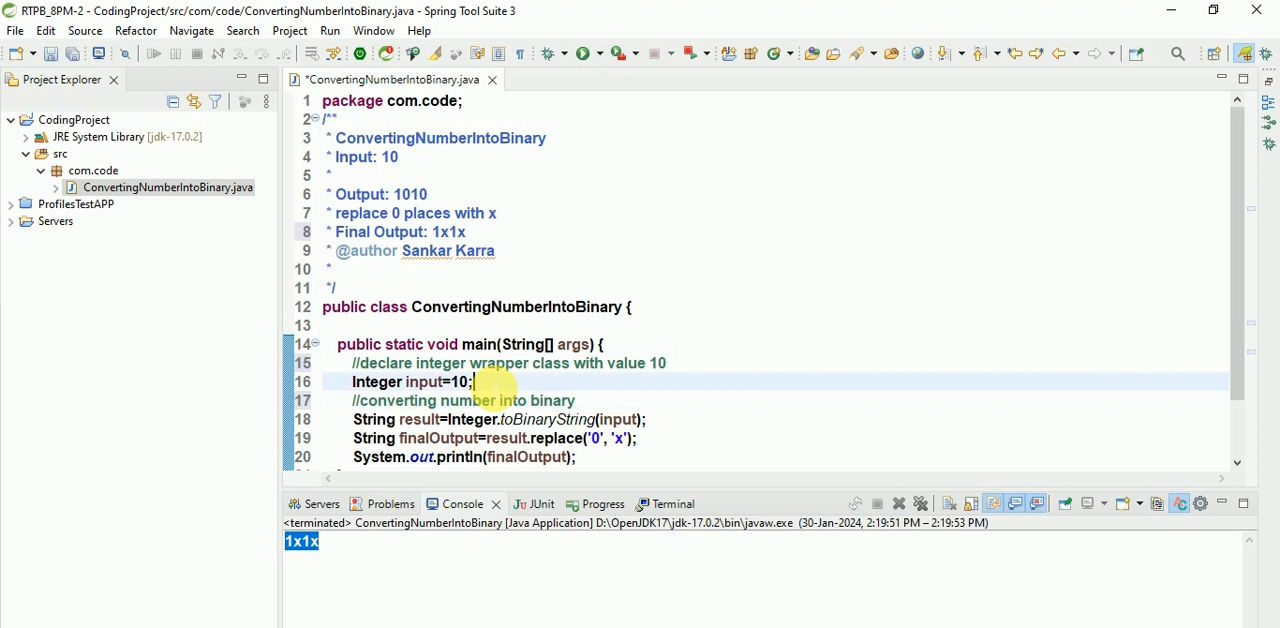 RTPB_8PM-2 - CodingProject/src/com/code/ConvertingNumberIntoBinary.java - Spring Tool Suite 3
File Edit Source Refactor Navigate Search Project Run Window Help
Project Explorer
*ConvertingNumberIntoBinary.java
CodingProject
JRE System Library [jdk-17.0.2]
src
com.code
ConvertingNumberIntoBinary.java
ProfilesTestAPP
Servers
1 package com.code;
2 /**
3 * ConvertingNumberIntoBinary
4 * Input: 10
5 *
6 * Output: 1010
7 * replace 0 places with x
8 * Final Output: 1x1x
9 * @author Sankar Karra
10 *
11 */
12 public class ConvertingNumberIntoBinary {
13
14 public static void main(String[] args) {
15 //declare integer wrapper class with value 10
16 Integer input=10;
17 //converting number into binary
18 String result=Integer.toBinaryString(input);
19 String finalOutput=result.replace('0', 'x');
20 System.out.println(finalOutput);
Servers Problems Console JUnit Progress Terminal
<terminated> ConvertingNumberIntoBinary [Java Application] D:\OpenJDK17\jdk-17.0.2\bin\javaw.exe (30-Jan-2024, 2:19:51 PM – 2:19:53 PM)
1x1x